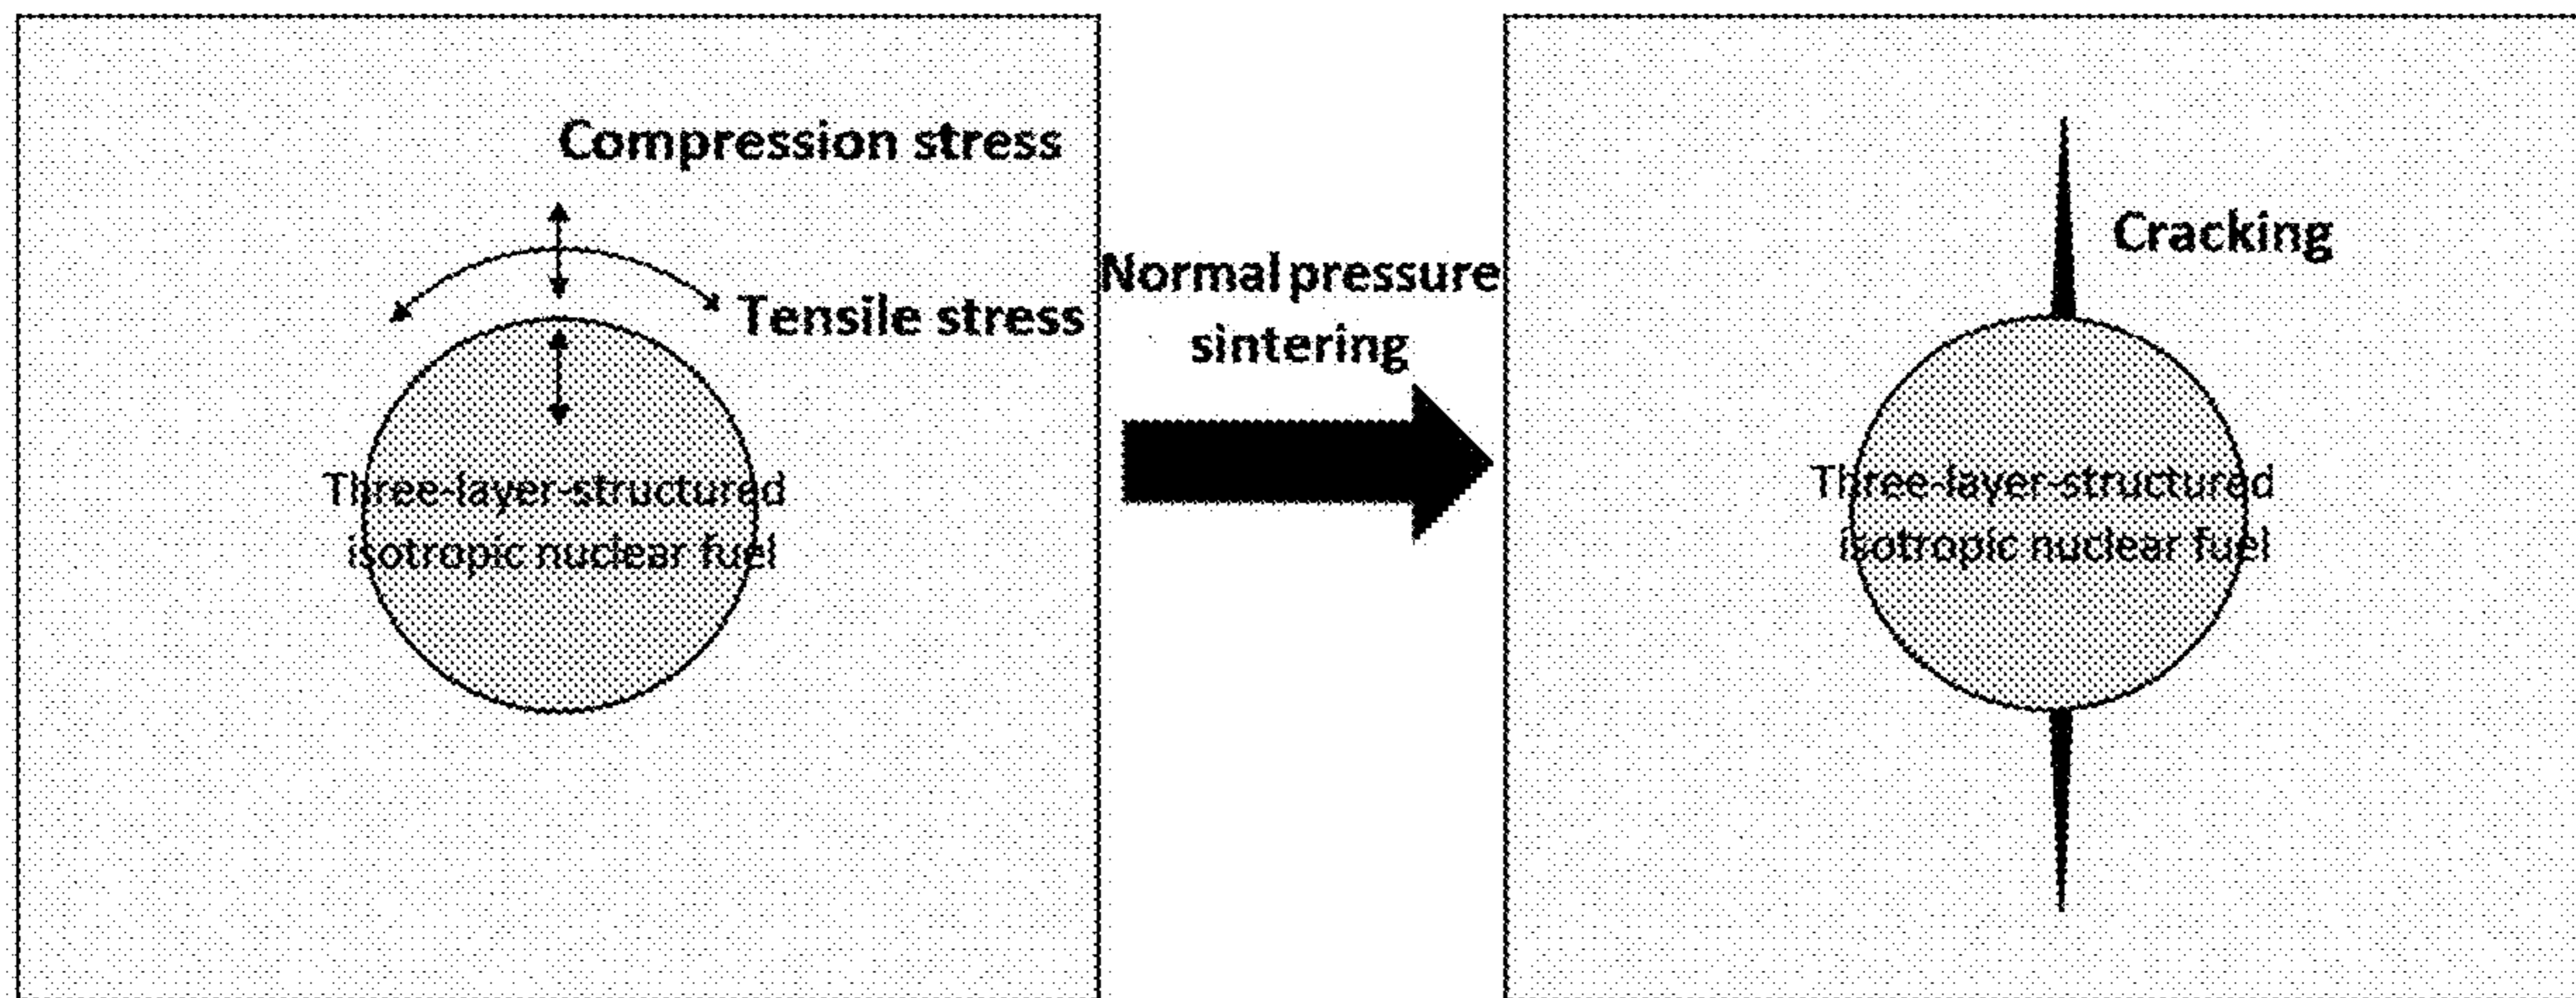 Compression stress
Tensile stress
Three-layer-structured
isotropic nuclear fuel
Normal pressure
sintering
Cracking
Three-layer-structured
isotropic nuclear fuel